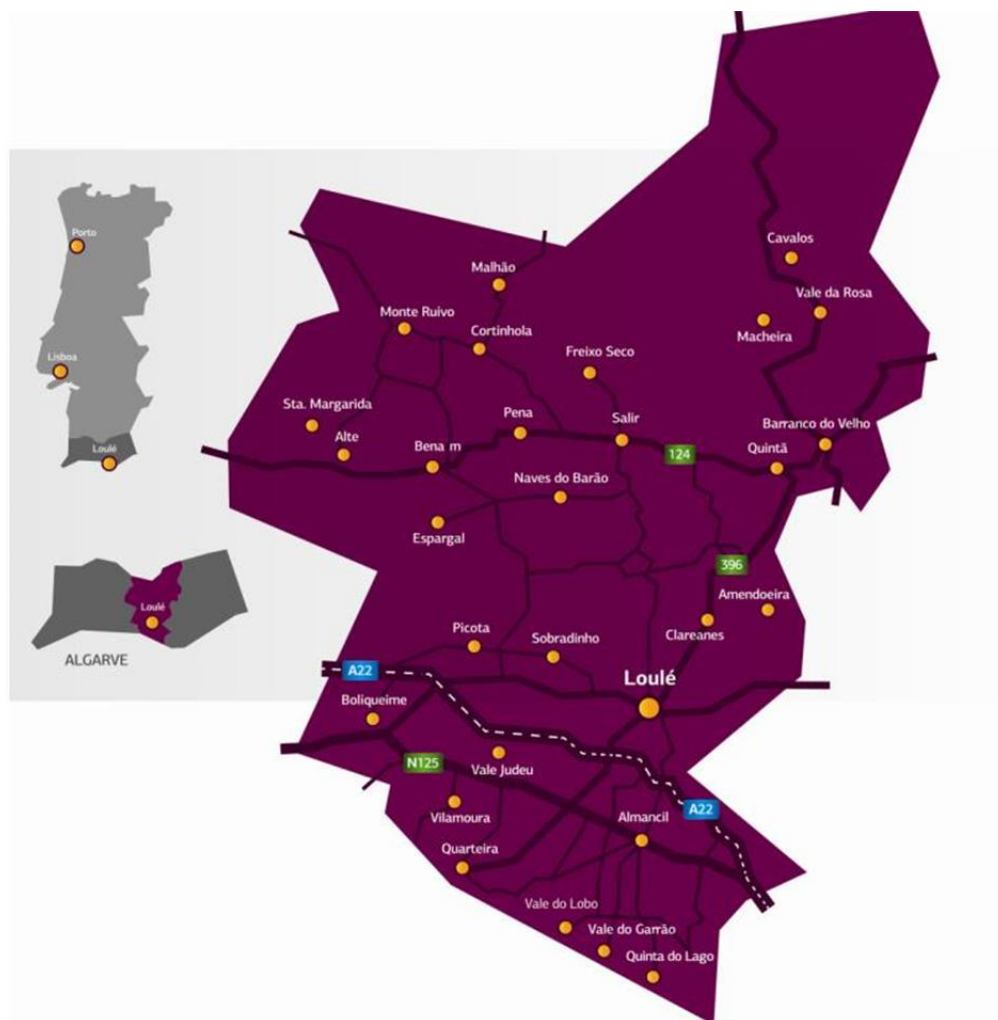 Cavalos
Porto
Malhão
Vale da Rosa
Monte Ruivo
Cortinhola
Macheira
Freixo Seco
Lisboa
Sta. Margarida
Pena
Salir
Barranco do Velho
Alte
Bena m
124
Quintã
Loulé
Naves do Barão
Espargal
396
Amendoeira
Loulé
Picota
Sobradinho
Clareanes
ALGARVE
A22
Loulé
Boliqueime
N125
Vale Judeu
A22
Vilamoura
Almancil
Quarteira
Vale do Lobo
Vale do Garrão
Quinta do Lago